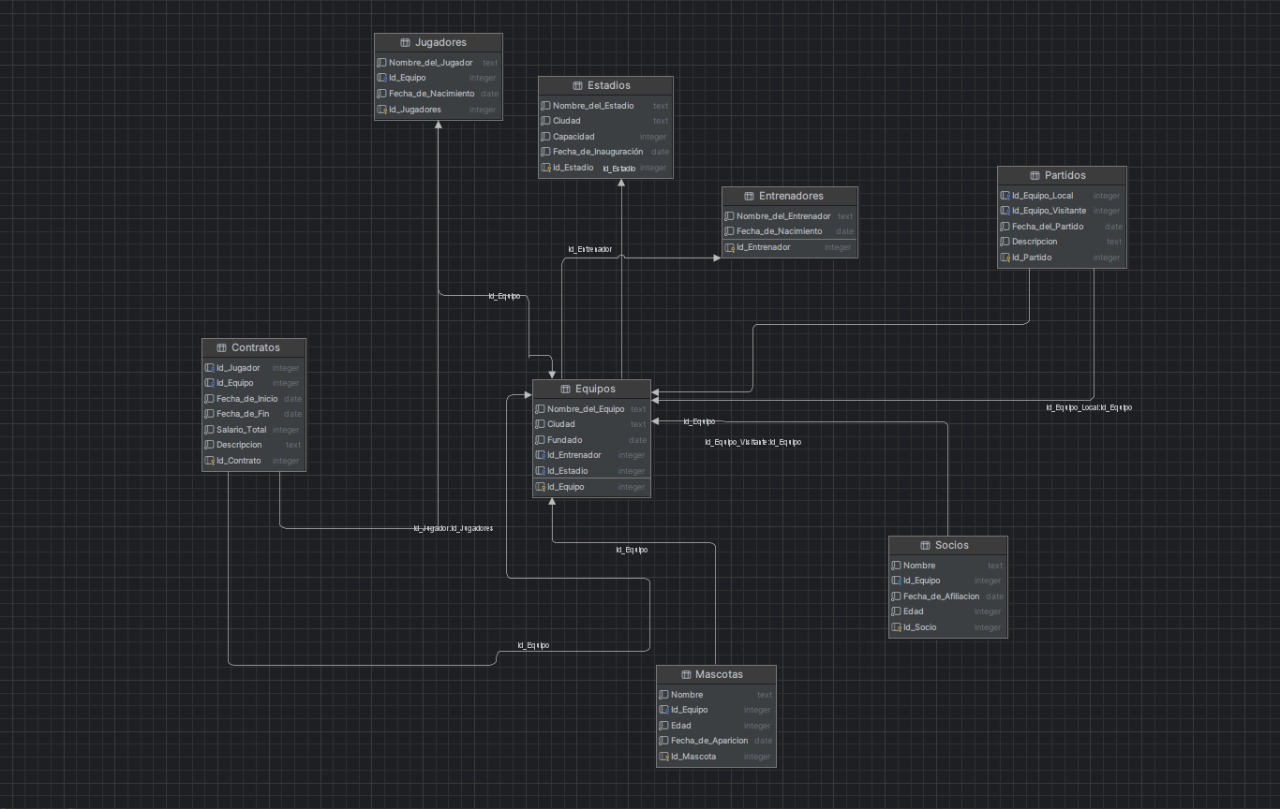 Jugadores
Nombre_del_Jugador text
Id_Equipo integer
Fecha_de_Nacimiento date
Id_Jugadores integer
Estadios
Nombre_del_Estadio text
Ciudad text
Capacidad integer
Fecha_de_Inauguración date
Id_Estadio Id_Estadio integer
Partidos
Id_Equipo_Local integer
Id_Equipo_Visitante integer
Fecha_del_Partido date
Descripcion text
Id_Partido integer
Entrenadores
Nombre_del_Entrenador text
Fecha_de_Nacimiento date
Id_Entrenador integer
Id_Entrenador
Id_Equipo
Contratos
Id_Jugador integer
Id_Equipo integer
Fecha_de_Inicio date
Fecha_de_Fin date
Salario_Total integer
Descripcion text
Id_Contrato integer
Equipos
Nombre_del_Equipo text
Ciudad text
Fundado date
Id_Entrenador integer
Id_Estadio integer
Id_Equipo integer
Id_Equipo_Local:Id_Equipo
Id_Equipo
Id_Equipo_Visitante:Id_Equipo
Id_Jugador:Id_Jugadores
Id_Equipo
Socios
Nombre text
Id_Equipo integer
Fecha_de_Afiliacion date
Edad integer
Id_Socio integer
Id_Equipo
Mascotas
Nombre text
Id_Equipo integer
Edad integer
Fecha_de_Aparicion date
Id_Mascota integer